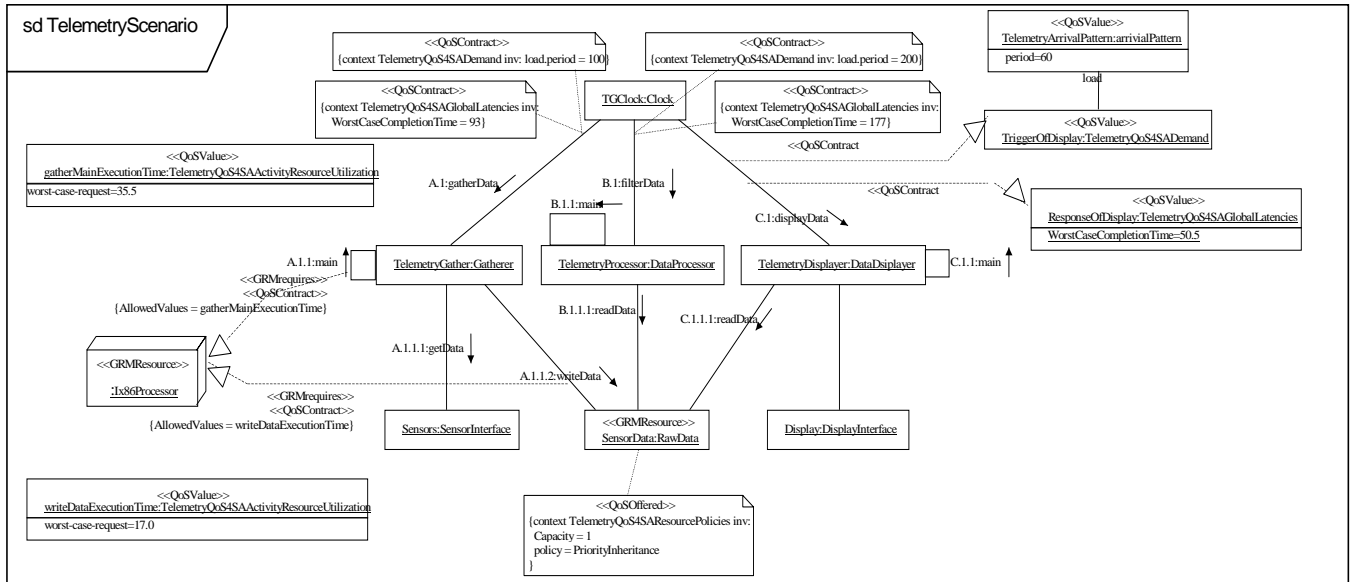 sd TelemetryScenario
<<QoSContract>>
{context TelemetryQoS4SADemand inv: load.period = 100}
<<QoSContract>>
{context TelemetryQoS4SADemand inv: load.period = 200}
<<QoSValue>>
TelemetryArrivalPattern:arrivialPattern
period=60
load
<<QoSContract>>
{context TelemetryQoS4SAGlobalLatencies inv:
WorstCaseCompletionTime = 93}
TGClock:Clock
<<QoSContract>>
{context TelemetryQoS4SAGlobalLatencies inv:
WorstCaseCompletionTime = 177}
<<QoSValue>>
TriggerOfDisplay:TelemetryQoS4SADemand
<<QoSContract
<<QoSValue>>
gatherMainExecutionTime:TelemetryQoS4SAActivityResourceUtilization
worst-case-request=35.5
A.1:gatherData
B.1:filterData
<<QoSContract
B.1.1:main
C.1:displayData
<<QoSValue>>
ResponseOfDisplay:TelemetryQoS4SAGlobalLatencies
WorstCaseCompletionTime=50.5
A.1.1:main
TelemetryGather:Gatherer
TelemetryProcessor:DataProcessor
TelemetryDisplayer:DataDsiplayer
C.1.1:main
<<GRMrequires>>
<<QoSContract>>
{AllowedValues = gatherMainExecutionTime}
B.1.1.1:readData
C.1.1.1:readData
A.1.1.1:getData
<<GRMResource>>
:Ix86Processor
A.1.1.2:writeData
<<GRMrequires>>
<<QoSContract>>
{AllowedValues = writeDataExecutionTime}
Sensors:SensorInterface
<<GRMResource>>
SensorData:RawData
Display:DisplayInterface
<<QoSValue>>
writeDataExecutionTime:TelemetryQoS4SAActivityResourceUtilization
worst-case-request=17.0
<<QoSOffered>>
{context TelemetryQoS4SAResourcePolicies inv:
Capacity = 1
policy = PriorityInheritance
}